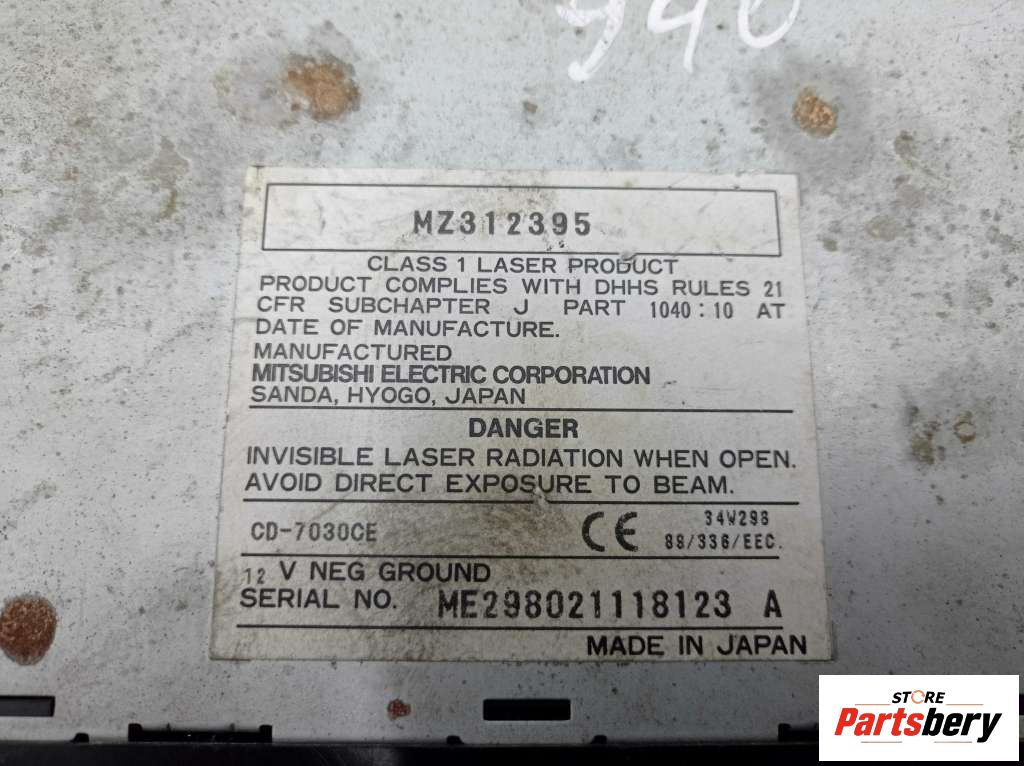 940
MZ312395
CLASS 1 LASER PRODUCT
PRODUCT COMPLIES WITH DHHS RULES 21
CFR SUBCHAPTER J PART 1040:10 AT
DATE OF MANUFACTURE.
MANUFACTURED
MITSUBISHI ELECTRIC CORPORATION
SANDA, HYOGO, JAPAN
DANGER
INVISIBLE LASER RADIATION WHEN OPEN.
AVOID DIRECT EXPOSURE TO BEAM.
CD-7030CE CE 34W298
88/336/EEC.
12 V NEG GROUND
SERIAL NO. ME298021118123 A
MADE IN JAPAN
STORE
Partsbery